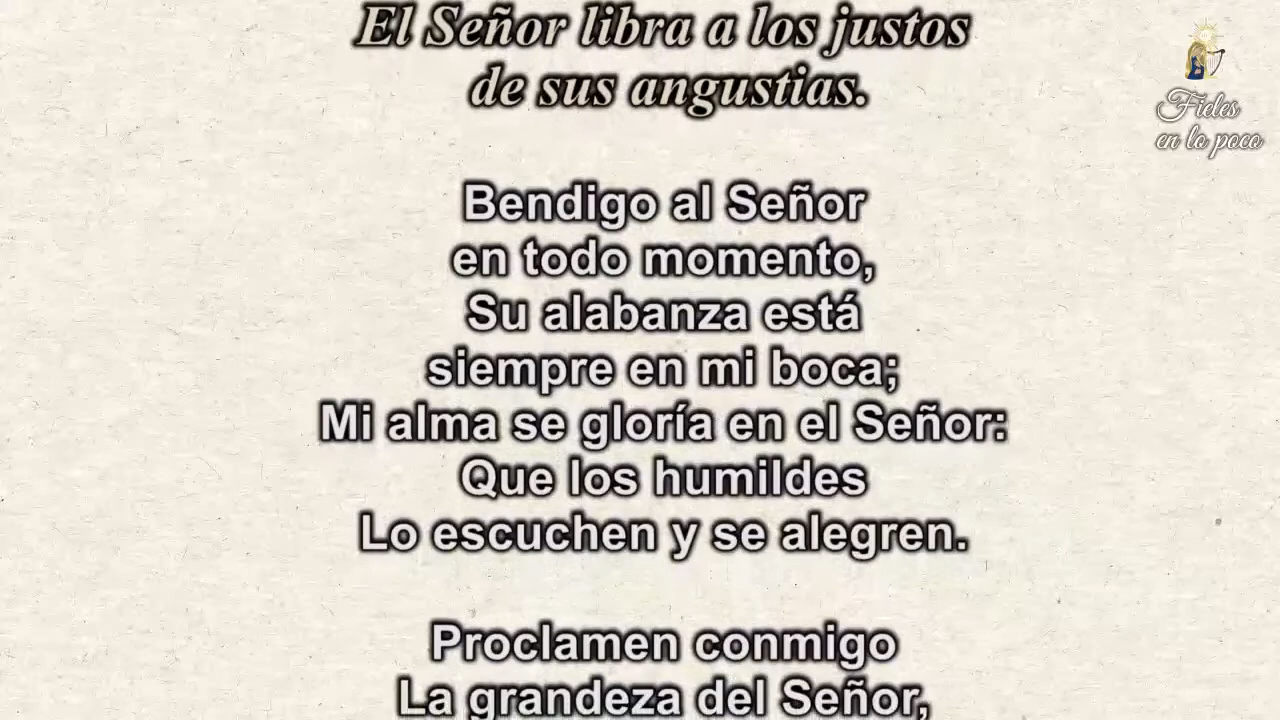 El Señor libra a los justos
de sus angustias.
Fieles
en lo poco
Bendigo al Señor
en todo momento,
Su alabanza está
siempre en mi boca;
Mi alma se gloría en el Señor:
Que los humildes
Lo escuchen y se alegren.
Proclamen conmigo
La grandeza del Señor,